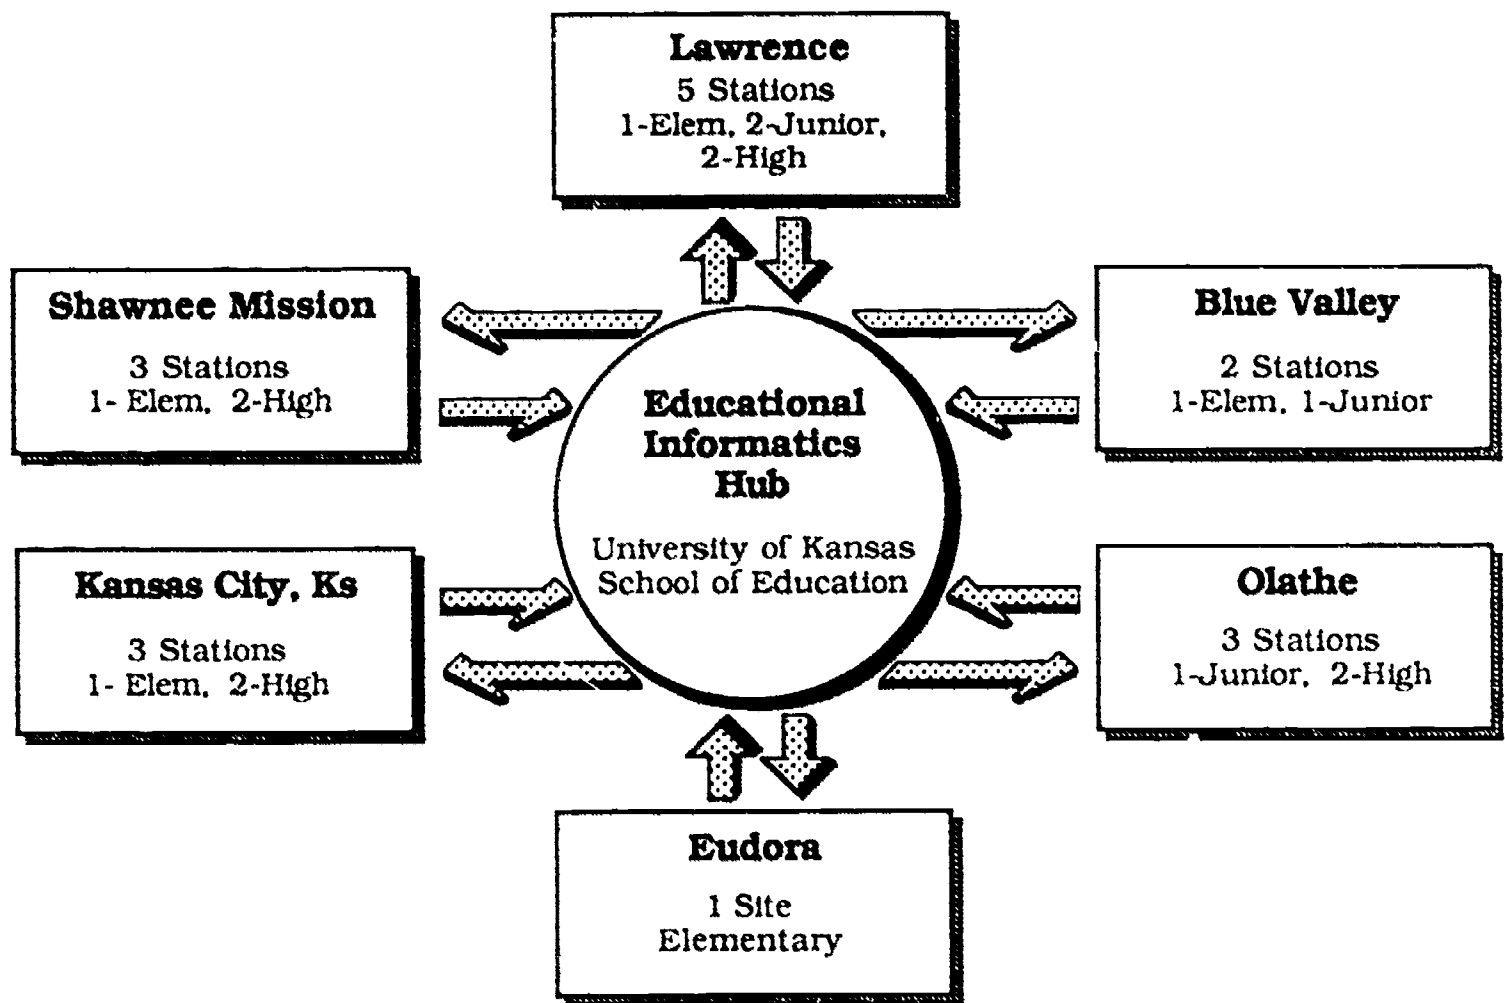 Lawrence
5 Stations
1-Elem, 2-Junior,
2-High
Shawnee Mission
3 Stations
1- Elem, 2-High
Blue Valley
2 Stations
1-Elem, 1-Junior
Educational
Informatics
Hub
University of Kansas
School of Education
Kansas City, Ks
3 Stations
1- Elem, 2-High
Olathe
3 Stations
1-Junior, 2-High
Eudora
1 Site
Elementary